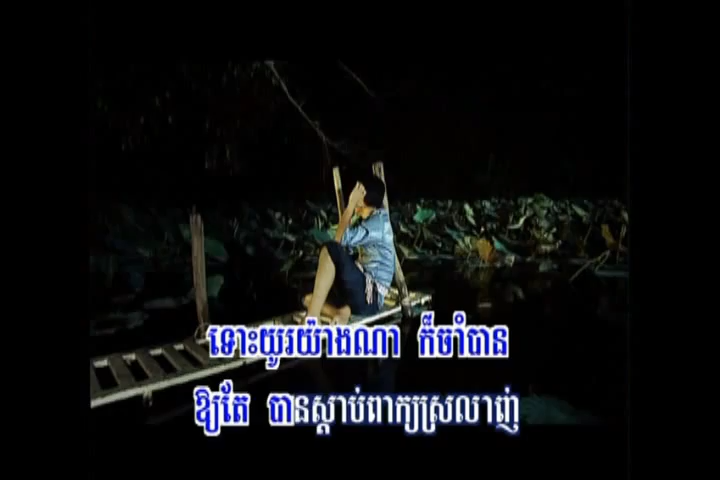 ទោះយូរយ៉ាងណា ក៏ចាំបាន
ឱ្យតែ បានស្ដាប់ពាក្យស្រលាញ់